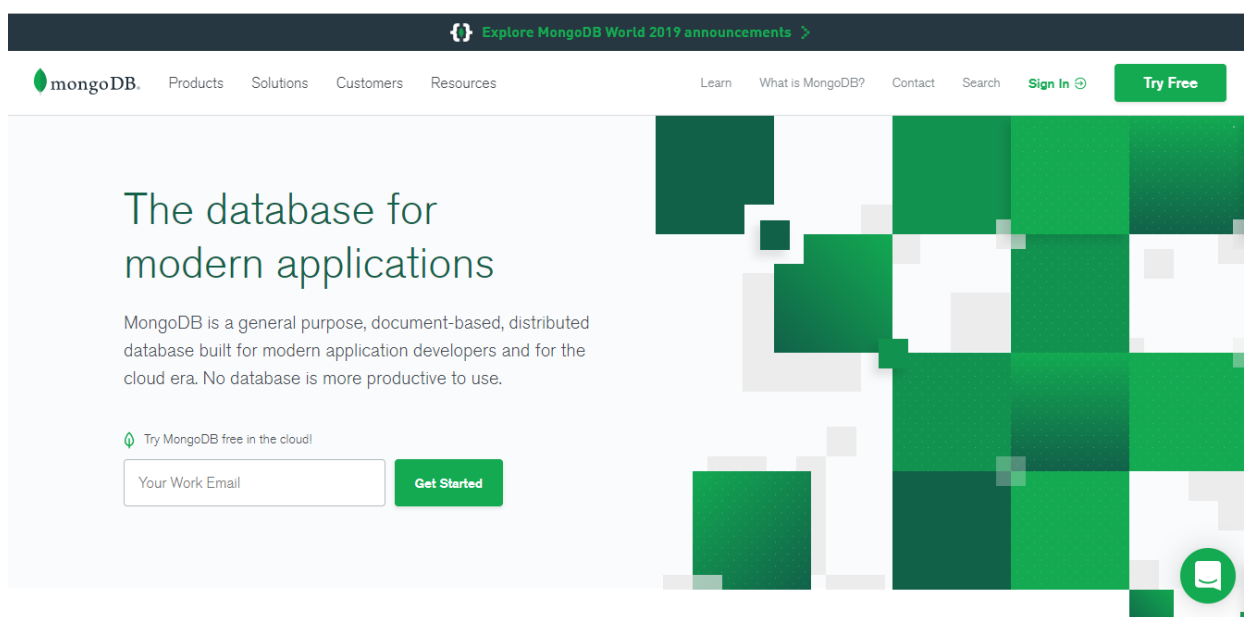 Explore MongoDB World 2019 announcements
mongoDB. Products Solutions Customers Resources Learn What is MongoDB? Contact Search Sign In Try Free
The database for
modern applications
MongoDB is a general purpose, document-based, distributed
database built for modern application developers and for the
cloud era. No database is more productive to use.
Try MongoDB free in the cloud!
Your Work Email Get Started